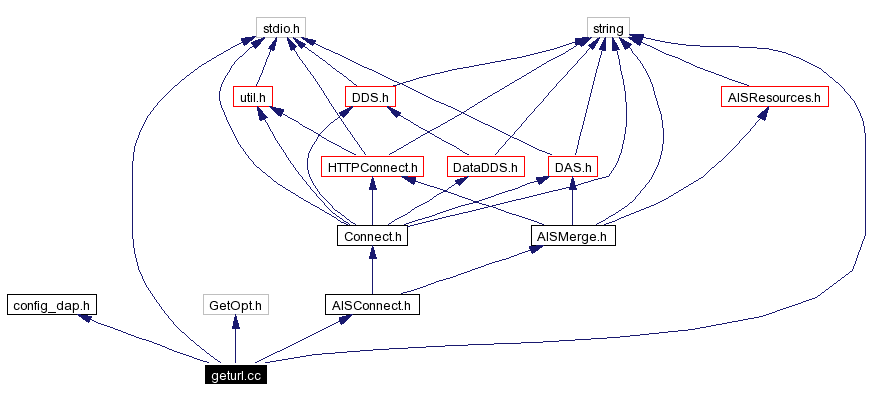 stdio.h
string
util.h
DDS.h
AISResources.h
HTTPConnect.h
DataDDS.h
DAS.h
Connect.h
AISMerge.h
config_dap.h
GetOpt.h
AISConnect.h
geturl.cc